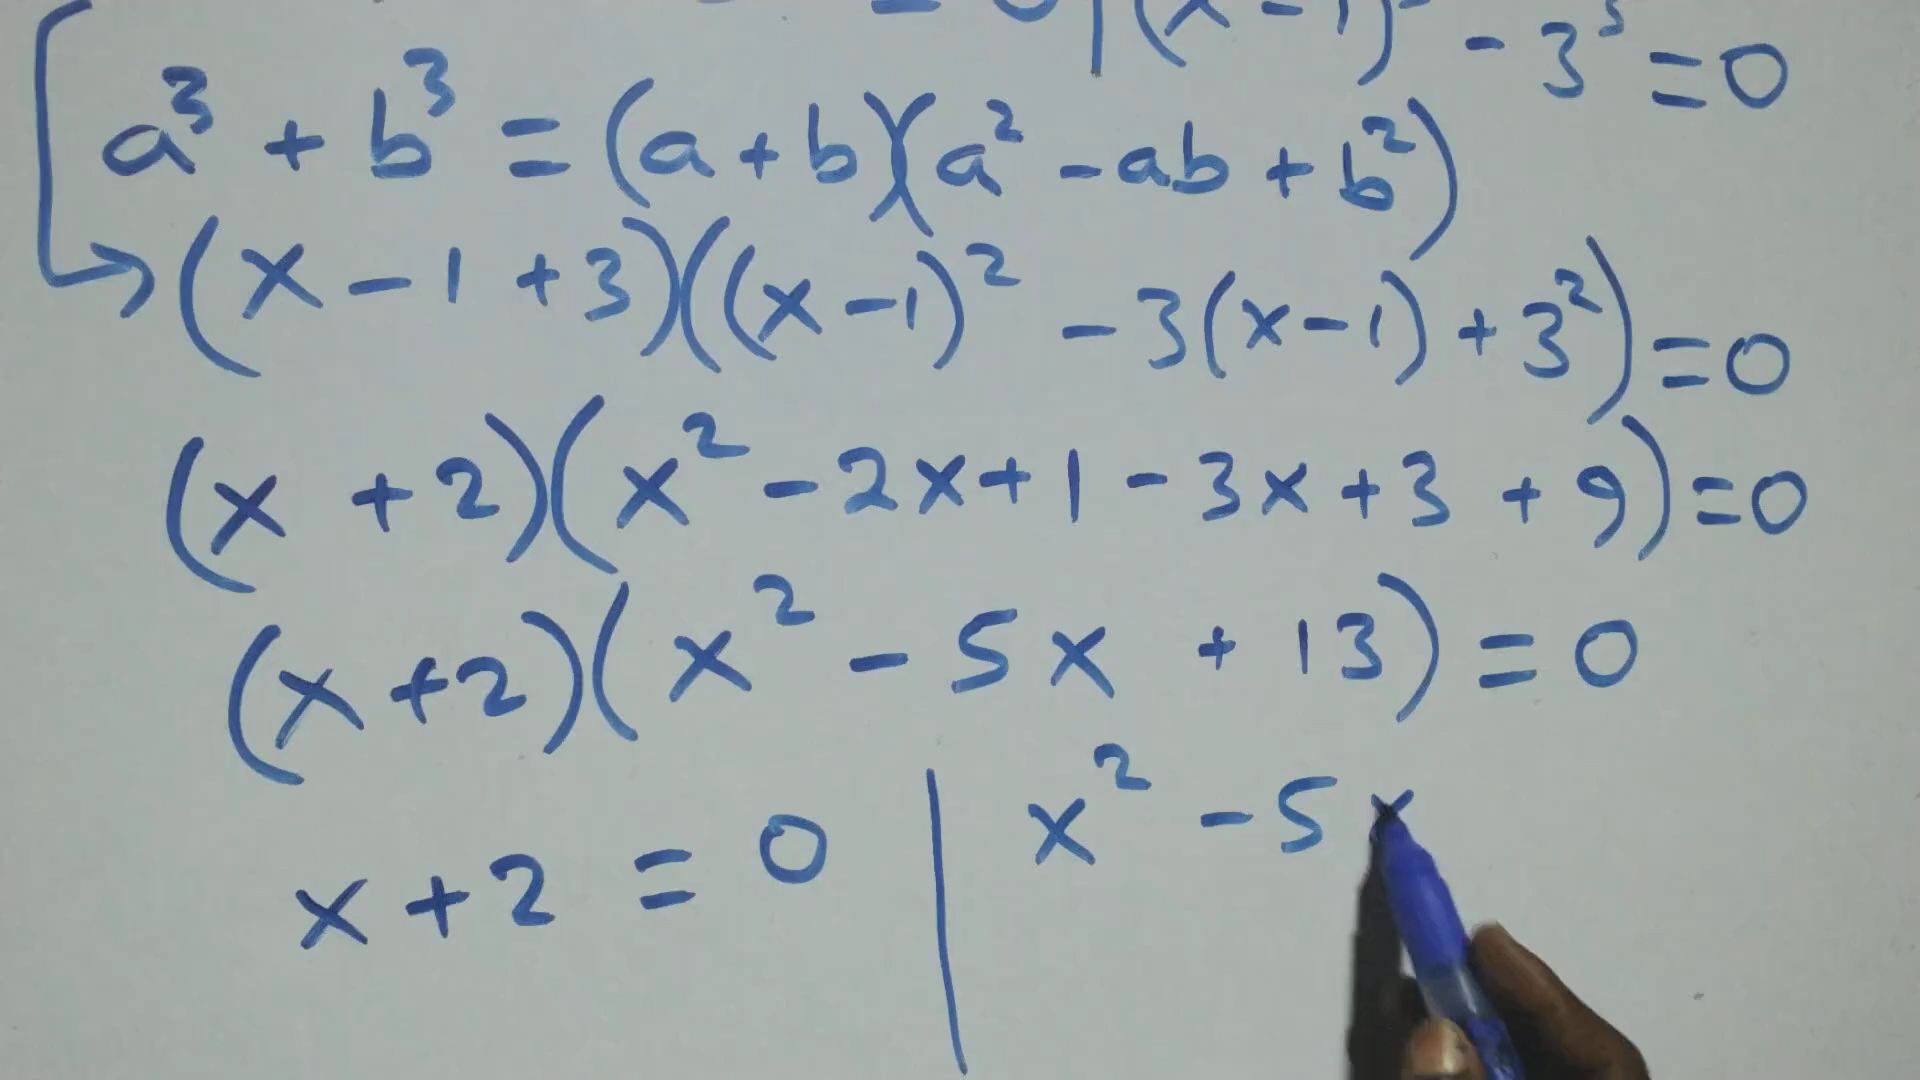 = 0 | (x - 1)³ - 3³ = 0
a³ + b³ = (a + b)(a² - ab + b²)
(x - 1 + 3)((x - 1)² - 3(x - 1) + 3²) = 0
(x + 2)(x² - 2x + 1 - 3x + 3 + 9) = 0
(x + 2)(x² - 5x + 13) = 0
x + 2 = 0 | x² - 5x